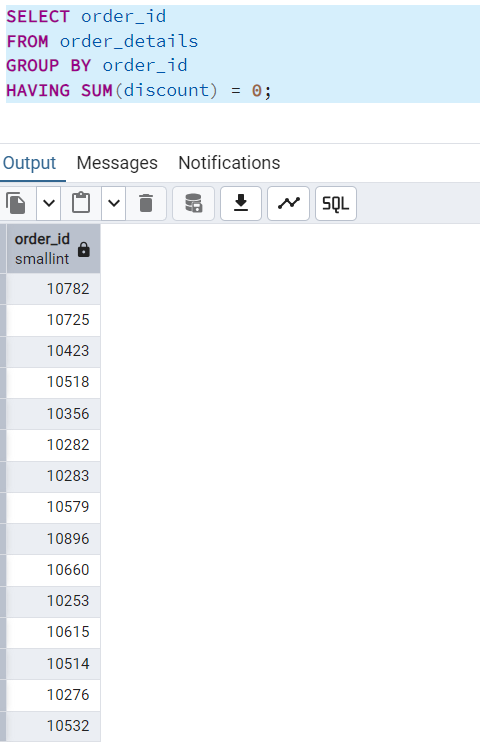 SELECT order_id
FROM order_details
GROUP BY order_id
HAVING SUM(discount) = 0;
Output Messages Notifications
SQL
order_id
smallint
10782
10725
10423
10518
10356
10282
10283
10579
10896
10660
10253
10615
10514
10276
10532